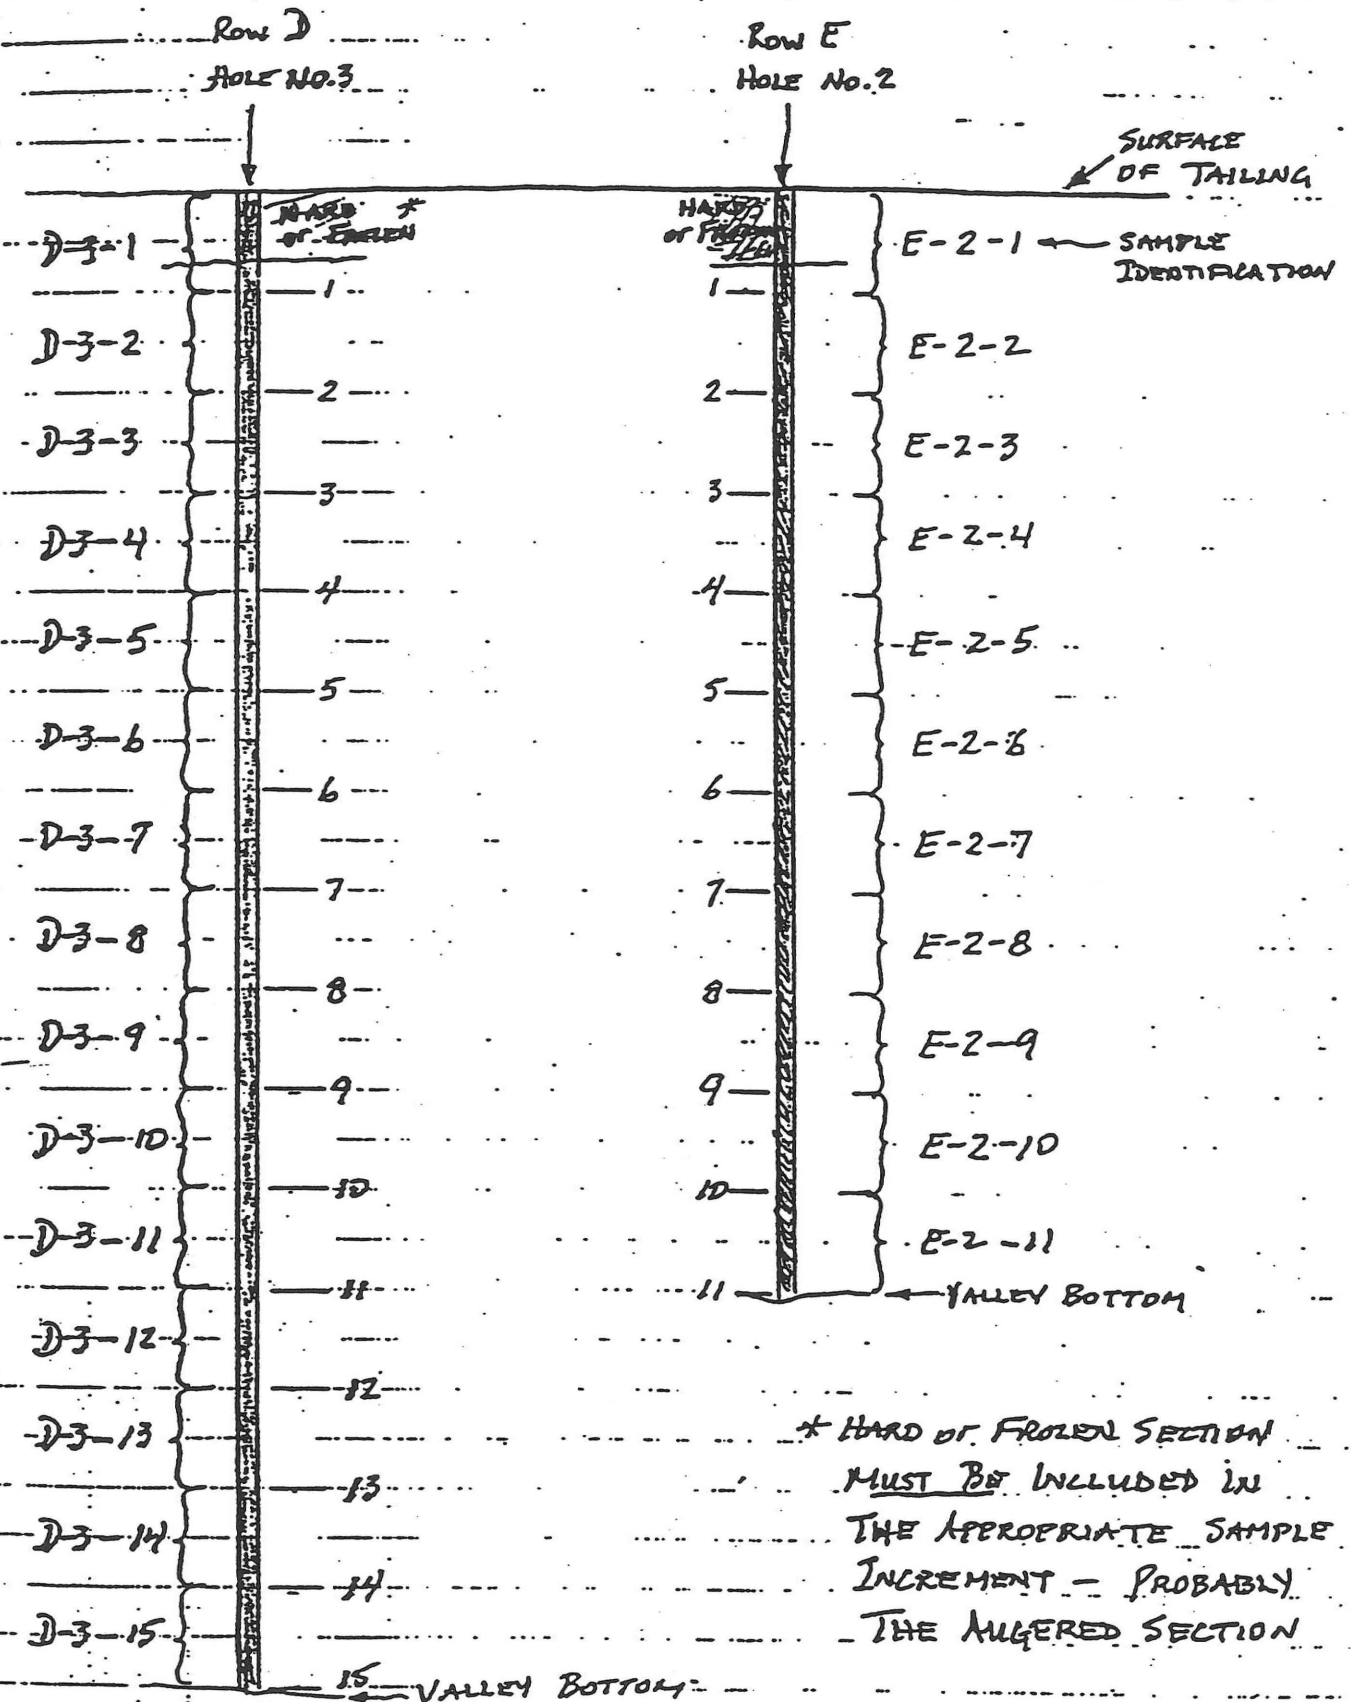 Row D
HOLE NO. 3
Row E
HOLE NO. 2
SURFACE
OF TAILING
HARD *
or FROZEN
HARD
or FROZEN
D-3-1
1
D-3-2
2
D-3-3
3
D-3-4
4
D-3-5
5
D-3-6
6
D-3-7
7
D-3-8
8
D-3-9
9
D-3-10
10
D-3-11
11
D-3-12
12
D-3-13
13
D-3-14
14
D-3-15
15
VALLEY BOTTOM
E-2-1
SAMPLE
IDENTIFICATION
1
E-2-2
2
E-2-3
3
E-2-4
4
E-2-5
5
E-2-6
6
E-2-7
7
E-2-8
8
E-2-9
9
E-2-10
10
E-2-11
11
VALLEY BOTTOM
* HARD or FROZEN SECTION
MUST BE INCLUDED IN
THE APPROPRIATE SAMPLE
INCREMENT - PROBABLY
THE AUGERED SECTION